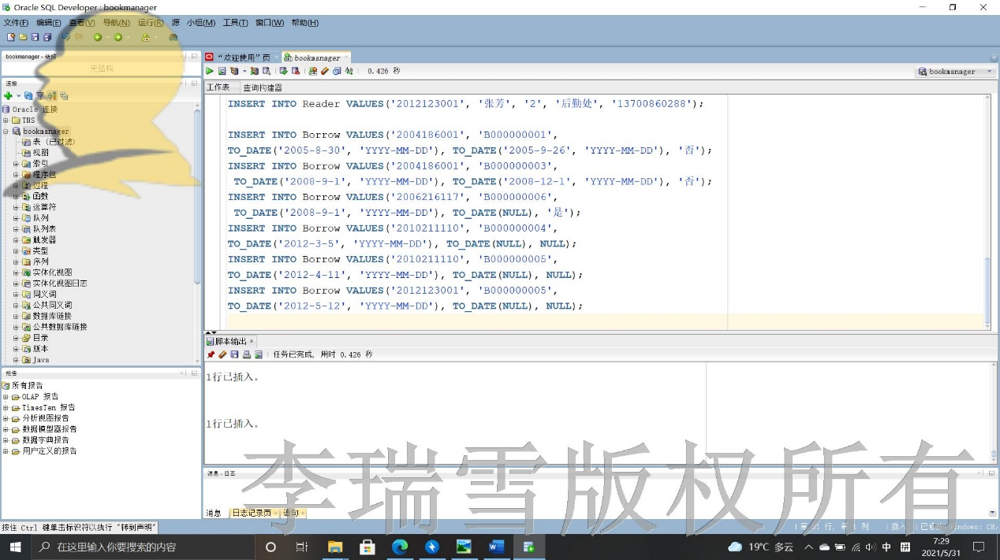 Oracle SQL Developer : bookmanager
文件(F) 编辑(E) 查看(V) 导航(N) 运行(R) 源 小组(M) 工具(T) 窗口(W) 帮助(H)
bookmanager - 结构
无结构
连接
Oracle 连接
TNS
bookmanager
表 (已过滤)
视图
索引
程序包
过程
函数
运算符
队列
队列表
触发器
类型
序列
实体化视图
实体化视图日志
同义词
公共同义词
数据库链接
公共数据库链接
目录
版本
Java
报告
所有报告
OLAP 报告
TimesTen 报告
分析视图报告
数据模型器报告
数据字典报告
用户定义的报告
“欢迎使用”页 bookmanager
0.426 秒 bookmanager
工作表 查询构建器
INSERT INTO Reader VALUES('2012123001', '张芳', '2', '后勤处', '13700860288');
INSERT INTO Borrow VALUES('2004186001', 'B000000001',
TO_DATE('2005-8-30', 'YYYY-MM-DD'), TO_DATE('2005-9-26', 'YYYY-MM-DD'), '否');
INSERT INTO Borrow VALUES('2004186001', 'B000000003',
TO_DATE('2008-9-1', 'YYYY-MM-DD'), TO_DATE('2008-12-1', 'YYYY-MM-DD'), '否');
INSERT INTO Borrow VALUES('2006216117', 'B000000006',
TO_DATE('2008-9-1', 'YYYY-MM-DD'), TO_DATE(NULL), '是');
INSERT INTO Borrow VALUES('2010211110', 'B000000004',
TO_DATE('2012-3-5', 'YYYY-MM-DD'), TO_DATE(NULL), NULL);
INSERT INTO Borrow VALUES('2010211110', 'B000000005',
TO_DATE('2012-4-11', 'YYYY-MM-DD'), TO_DATE(NULL), NULL);
INSERT INTO Borrow VALUES('2012123001', 'B000000005',
TO_DATE('2012-5-12', 'YYYY-MM-DD'), TO_DATE(NULL), NULL);
脚本输出
任务已完成, 用时 0.426 秒
1行已插入。
1行已插入。
李瑞雪版权所有
消息 - 日志
消息 日志记录页 语句
按住 Ctrl 键单击标识符以执行 "转到声明"
在这里输入你要搜索的内容
19℃ 多云
中
7:29
2021/5/31